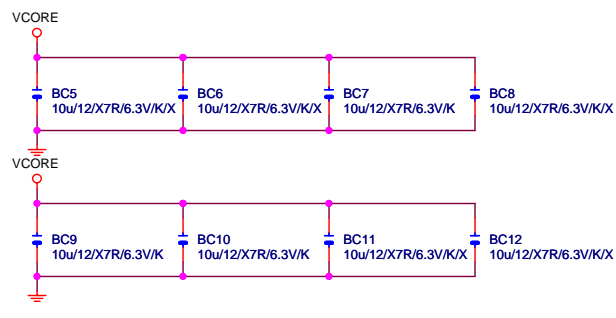 VCORE
BC5
10u/12/X7R/6.3V/K/X
BC6
10u/12/X7R/6.3V/K/X
BC7
10u/12/X7R/6.3V/K
BC8
10u/12/X7R/6.3V/K/X
VCORE
BC9
10u/12/X7R/6.3V/K
BC10
10u/12/X7R/6.3V/K
BC11
10u/12/X7R/6.3V/K/X
BC12
10u/12/X7R/6.3V/K/X